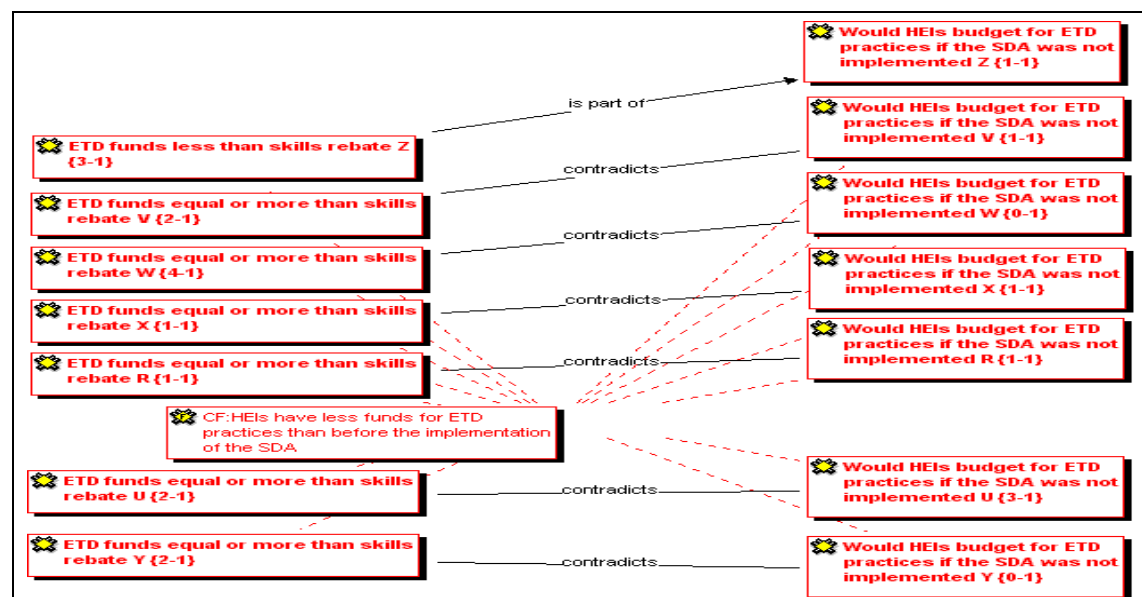 Would HEIs budget for ETD
practices if the SDA was not
implemented Z {1-1}
is part of
ETD funds less than skills rebate Z
{3-1}
Would HEIs budget for ETD
practices if the SDA was not
implemented V {1-1}
contradicts
ETD funds equal or more than skills
rebate V {2-1}
Would HEIs budget for ETD
practices if the SDA was not
implemented W {0-1}
contradicts
ETD funds equal or more than skills
rebate W {4-1}
Would HEIs budget for ETD
practices if the SDA was not
implemented X {1-1}
contradicts
ETD funds equal or more than skills
rebate X {1-1}
Would HEIs budget for ETD
practices if the SDA was not
implemented R {1-1}
contradicts
ETD funds equal or more than skills
rebate R {1-1}
CF:HEIs have less funds for ETD
practices than before the implementation
of the SDA
ETD funds equal or more than skills
rebate U {2-1}
contradicts
Would HEIs budget for ETD
practices if the SDA was not
implemented U {3-1}
ETD funds equal or more than skills
rebate Y {2-1}
contradicts
Would HEIs budget for ETD
practices if the SDA was not
implemented Y {0-1}